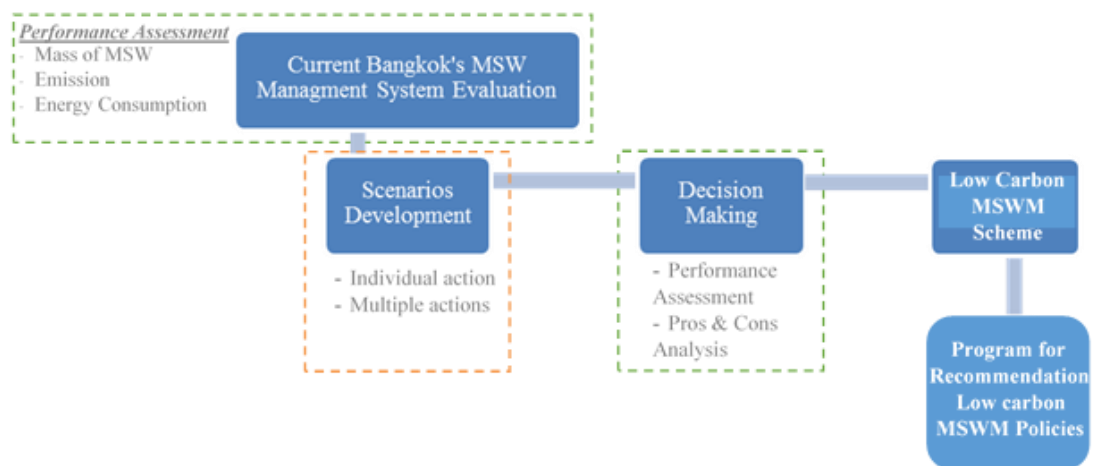 Performance Assessment
- Mass of MSW
- Emission
- Energy Consumption
Current Bangkok's MSW
Managment System Evaluation
Scenarios
Development
- Individual action
- Multiple actions
Decision
Making
- Performance
Assessment
- Pros & Cons
Analysis
Low Carbon
MSWM
Scheme
Program for
Recommendation
Low carbon
MSWM Policies